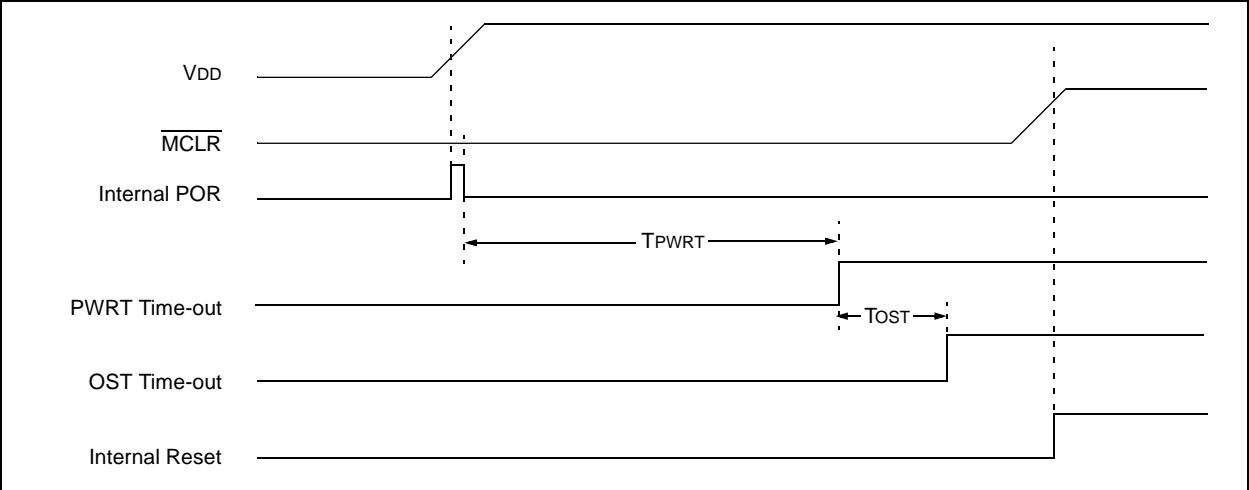 VDD
MCLR
Internal POR
TPWRT
PWRT Time-out
TOST
OST Time-out
Internal Reset